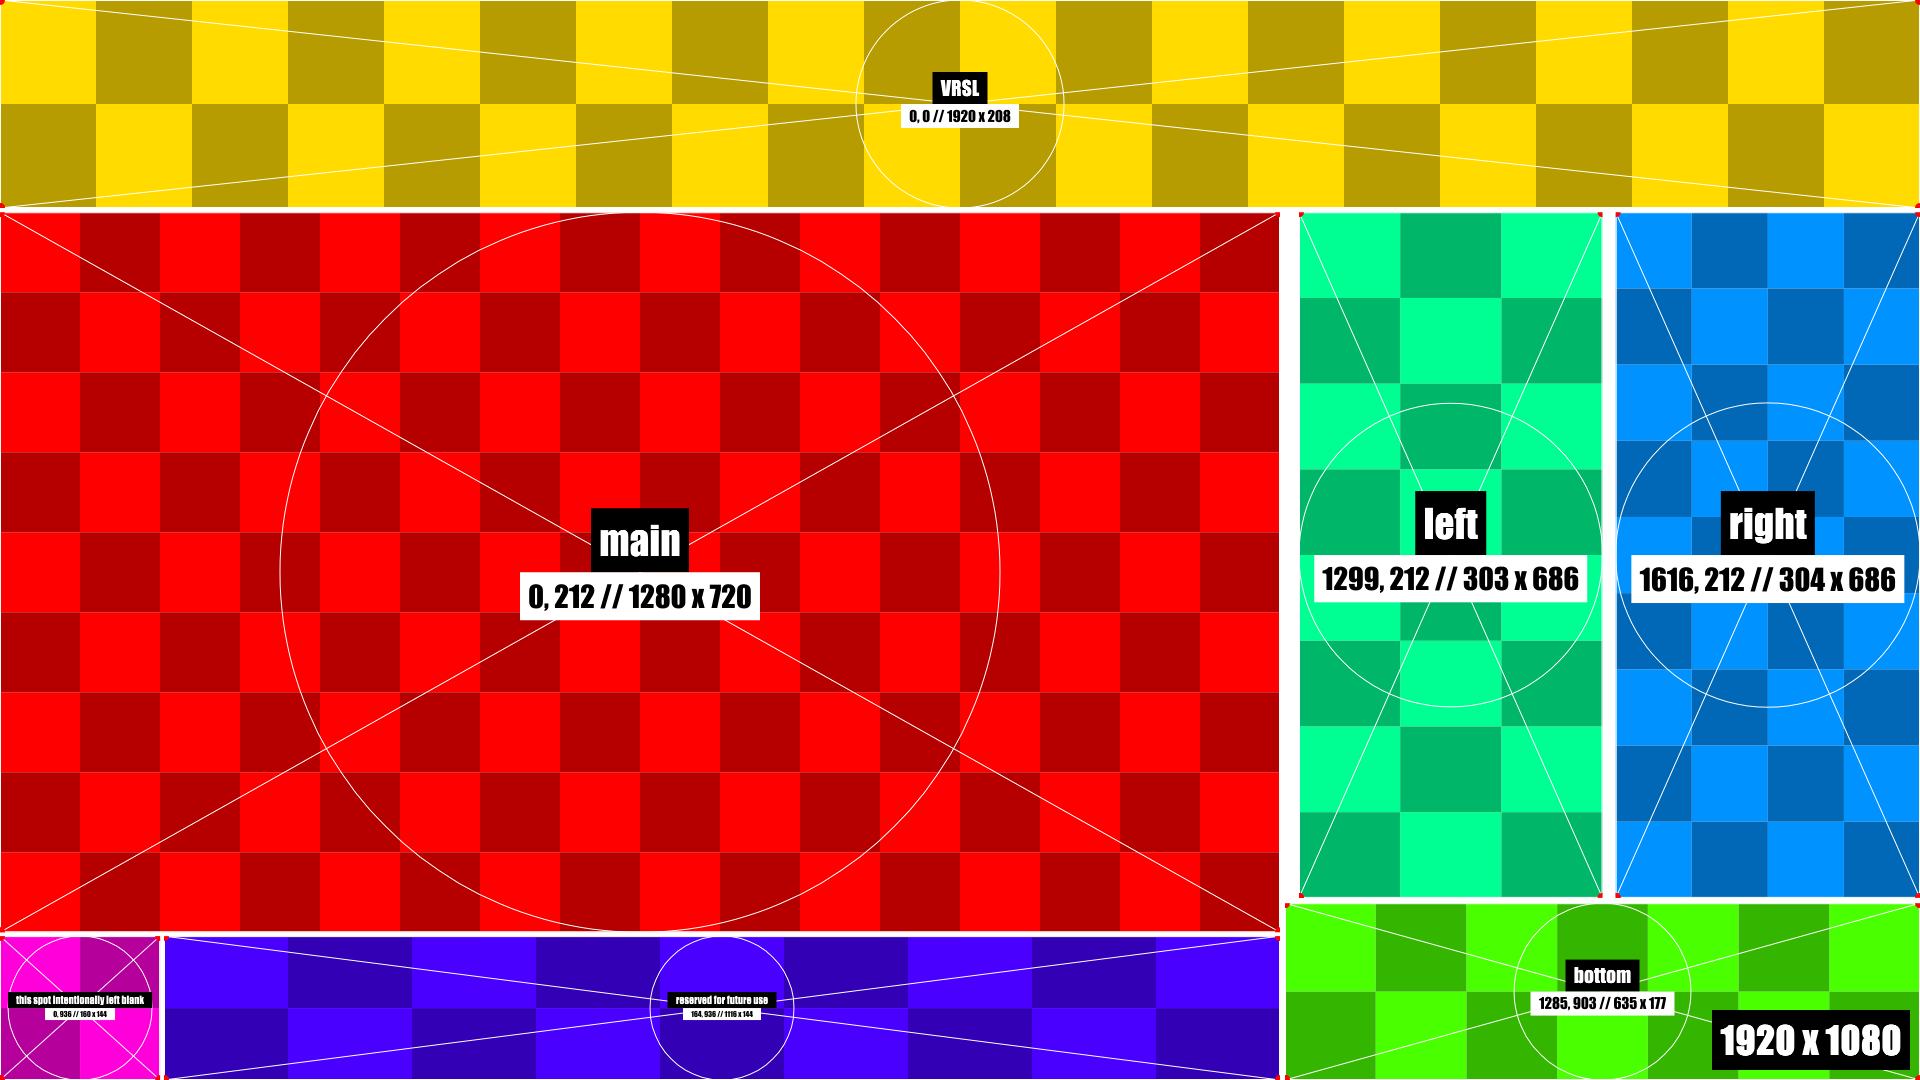 VRSL
0, 0 // 1920 x 208
main
0, 212 // 1280 x 720
left
1299, 212 // 303 x 686
right
1616, 212 // 304 x 686
this spot intentionally left blank
0, 936 // 160 x 144
reserved for future use
164, 936 // 1116 x 144
bottom
1285, 903 // 635 x 177
1920 x 1080